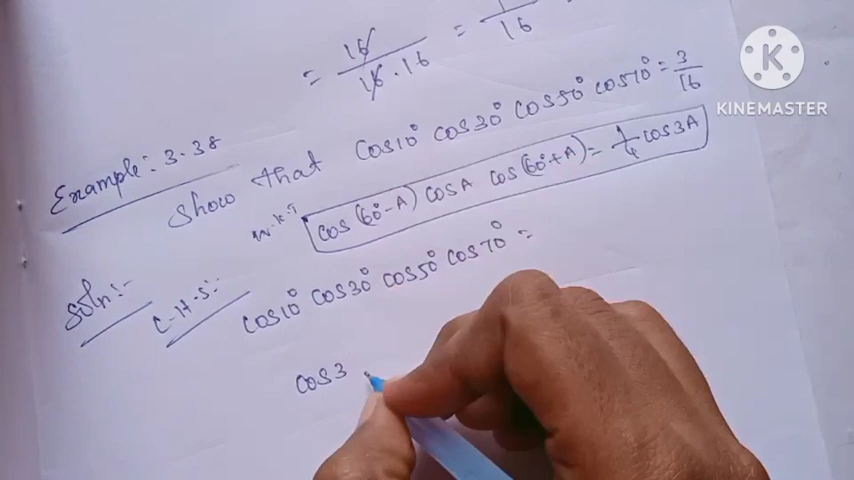 = 16 / 16 . 16 = 1 / 16
KINEMASTER
Example:- 3.38
Show that cos10° cos30° cos50° cos70° = 3/16
W.K.T cos(60°-A) cosA cos(60°+A) = 1/4 cos3A
Soln:-
L.H.S:- cos10° cos30° cos50° cos70° =
cos3